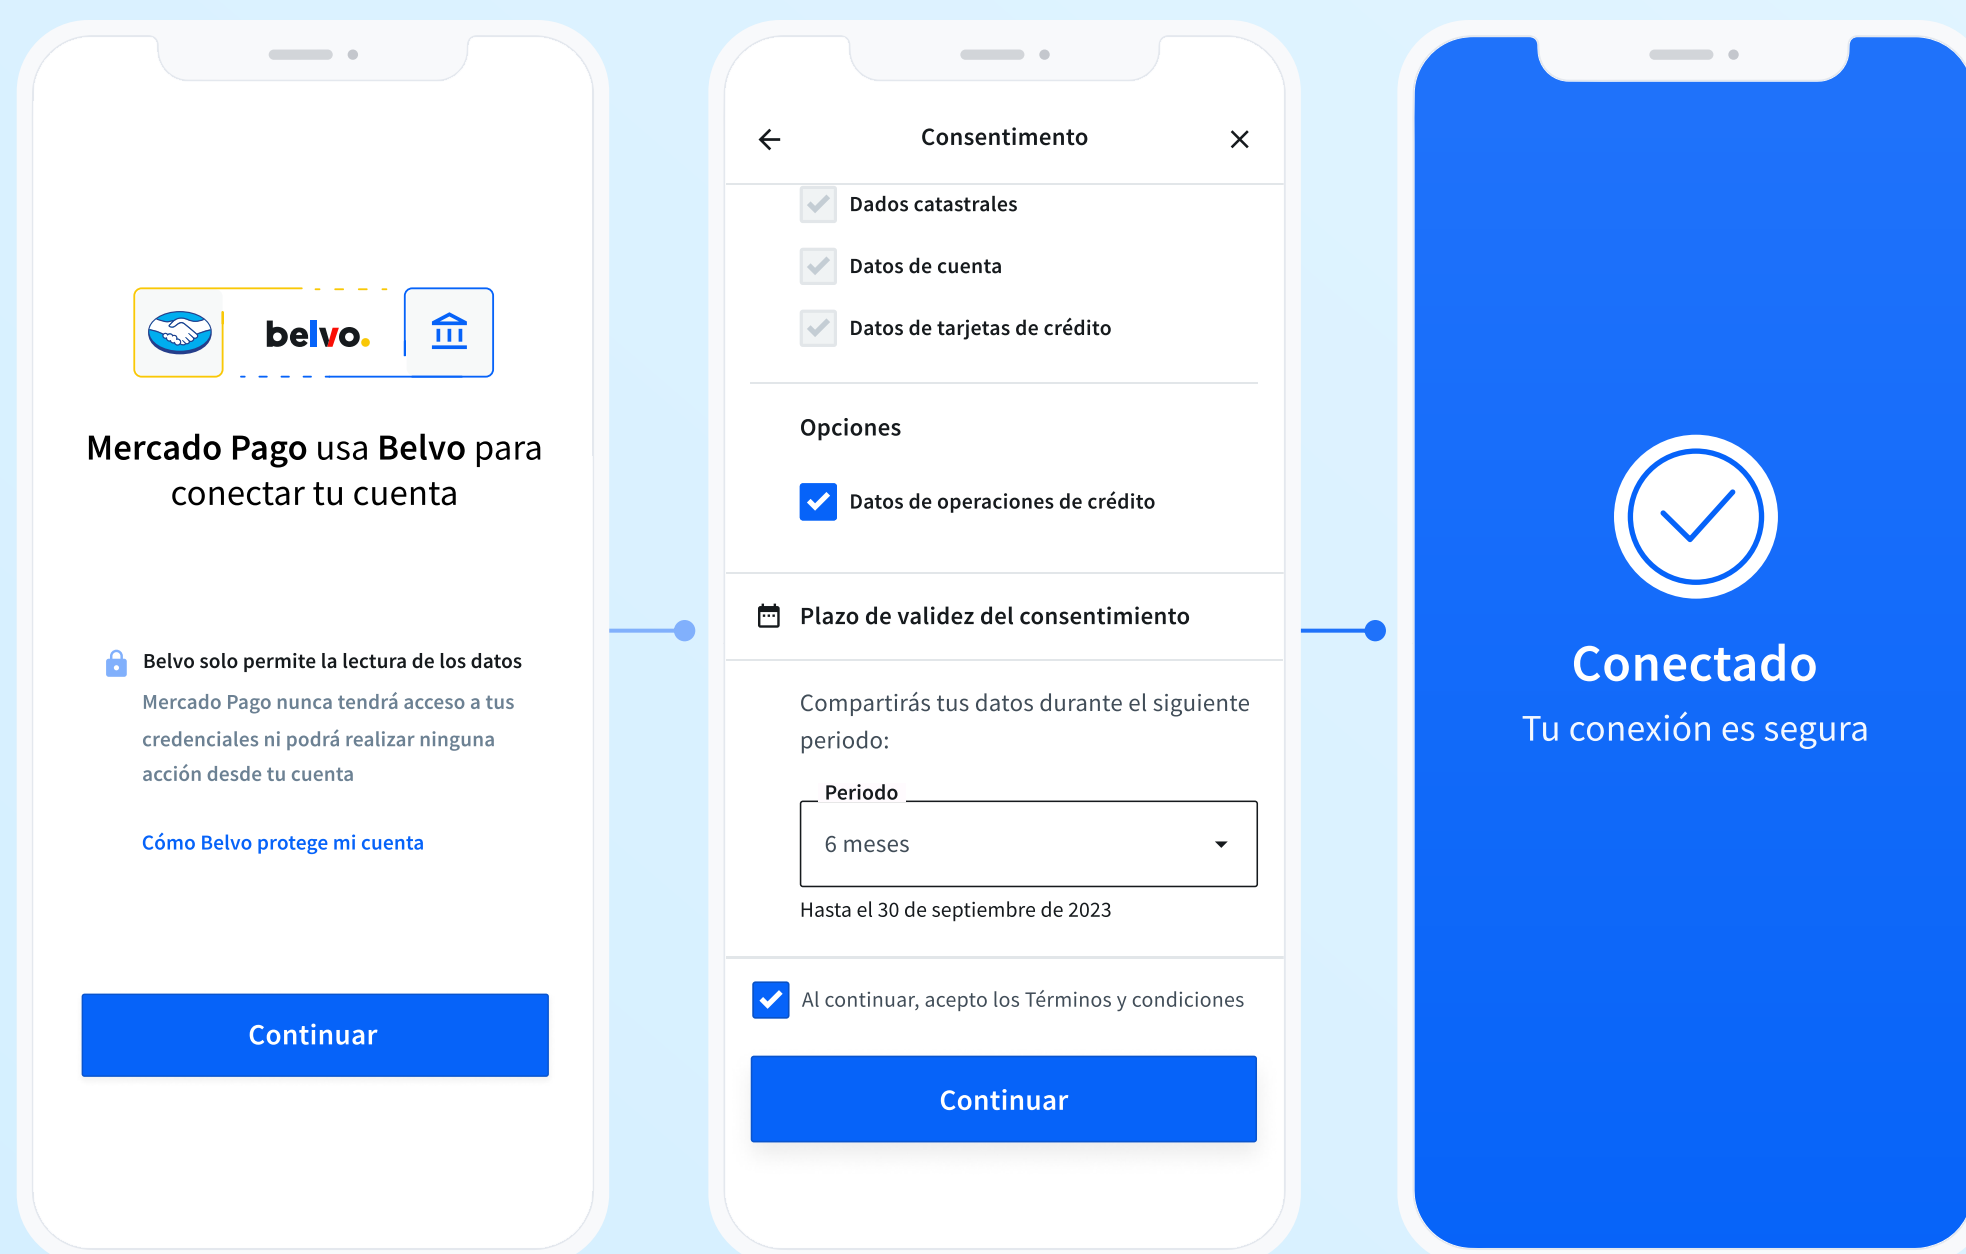 belvo.
Mercado Pago usa Belvo para
conectar tu cuenta
Belvo solo permite la lectura de los datos
Mercado Pago nunca tendrá acceso a tus
credenciales ni podrá realizar ninguna
acción desde tu cuenta
Cómo Belvo protege mi cuenta
Continuar
Consentimento
Dados catastrales
Datos de cuenta
Datos de tarjetas de crédito
Opciones
Datos de operaciones de crédito
Plazo de validez del consentimiento
Compartirás tus datos durante el siguiente
periodo:
Periodo
6 meses
Hasta el 30 de septiembre de 2023
Al continuar, acepto los Términos y condiciones
Continuar
Conectado
Tu conexión es segura